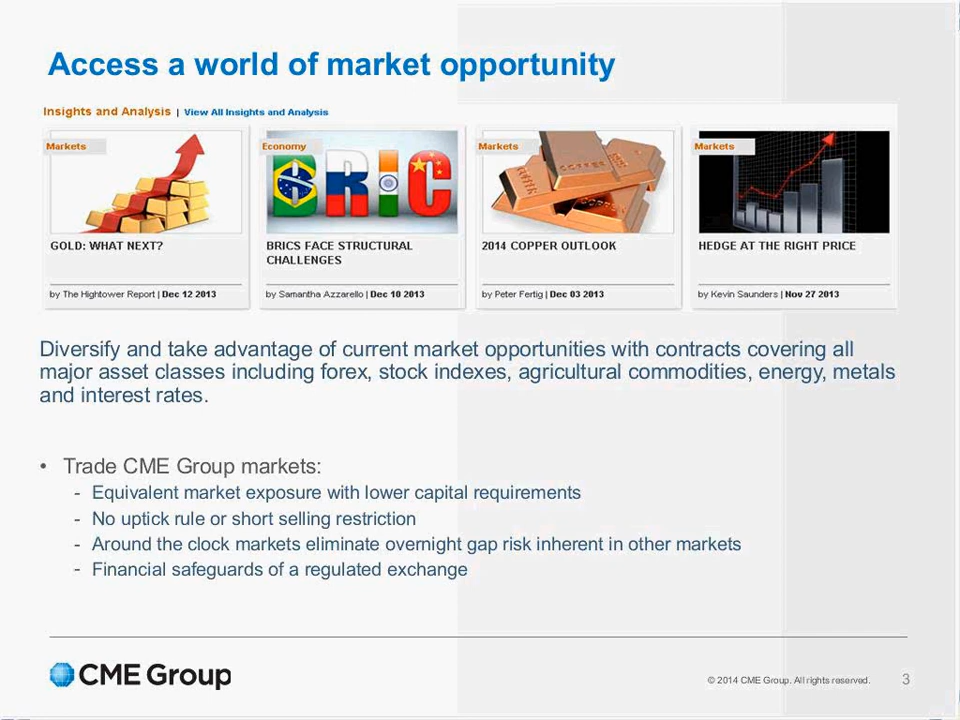 Access a world of market opportunity
Insights and Analysis | View All Insights and Analysis
Markets
Economy
Markets
Markets
BRIC
COPPER
COPPER
GOLD: WHAT NEXT?
BRICS FACE STRUCTURAL
CHALLENGES
2014 COPPER OUTLOOK
HEDGE AT THE RIGHT PRICE
by The Hightower Report | Dec 12 2013
by Samantha Azzarello | Dec 10 2013
by Peter Fertig | Dec 03 2013
by Kevin Saunders | Nov 27 2013
Diversify and take advantage of current market opportunities with contracts covering all
major asset classes including forex, stock indexes, agricultural commodities, energy, metals
and interest rates.
• Trade CME Group markets:
- Equivalent market exposure with lower capital requirements
- No uptick rule or short selling restriction
- Around the clock markets eliminate overnight gap risk inherent in other markets
- Financial safeguards of a regulated exchange
CME Group
© 2014 CME Group. All rights reserved.
3